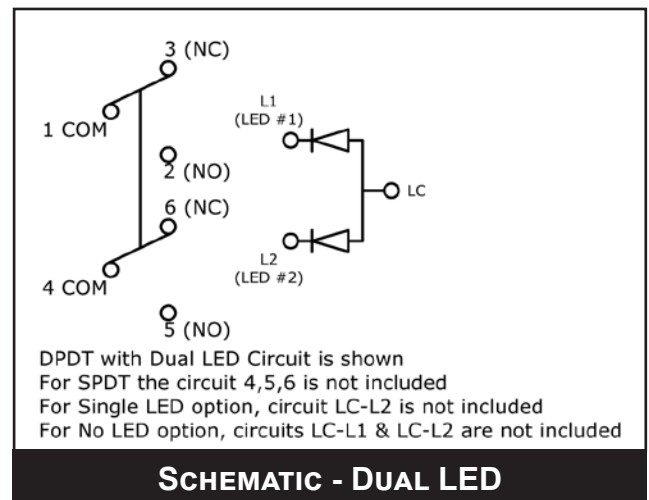 3 (NC)
1 COM
2 (NO)
6 (NC)
4 COM
5 (NO)
L1
(LED #1)
LC
L2
(LED #2)
DPDT with Dual LED Circuit is shown
For SPDT the circuit 4,5,6 is not included
For Single LED option, circuit LC-L2 is not included
For No LED option, circuits LC-L1 & LC-L2 are not included
SCHEMATIC - DUAL LED